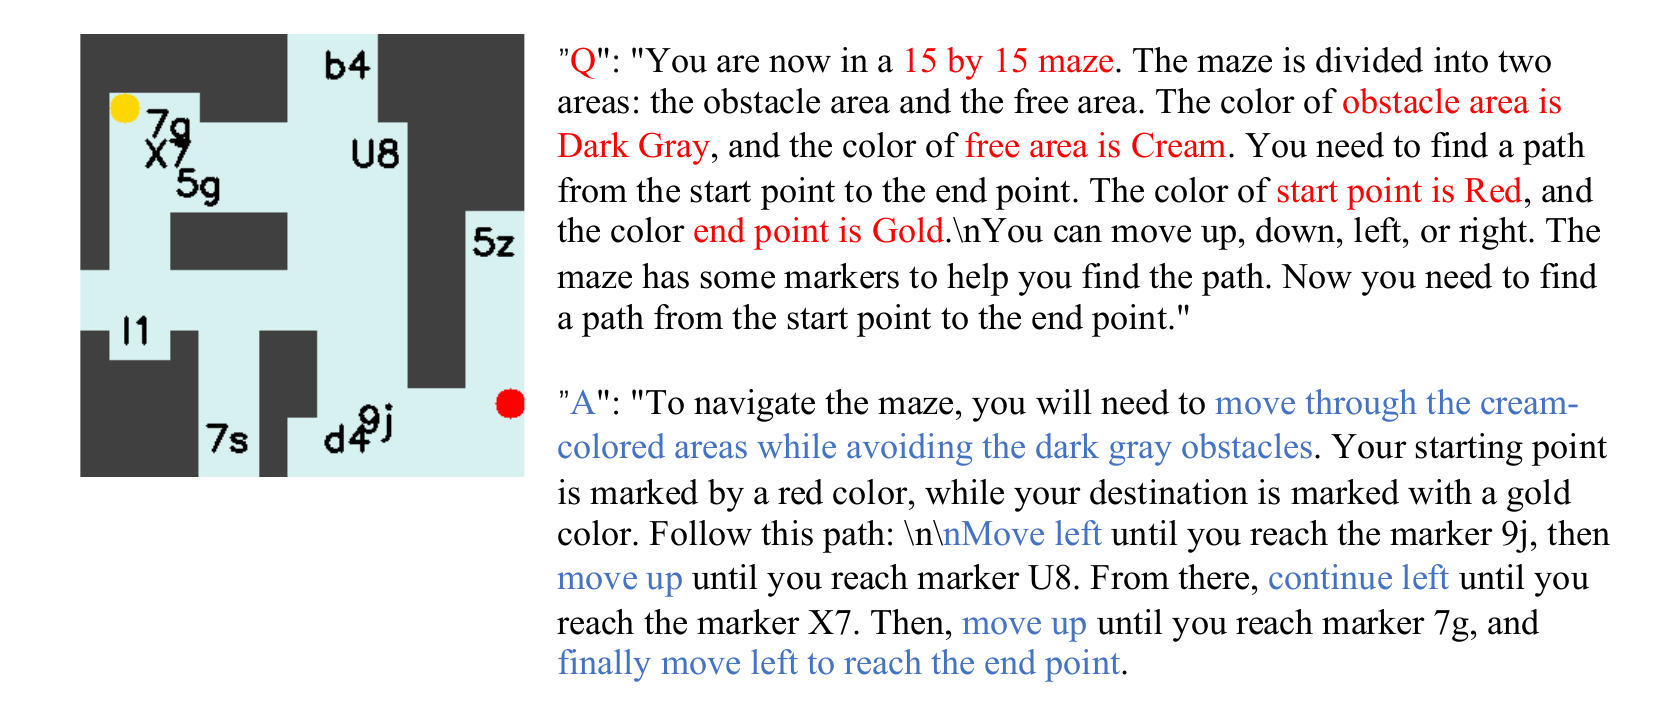 b4
7g
X7
U8
5g
5z
l1
9j
7s
d4
"Q": "You are now in a 15 by 15 maze. The maze is divided into two
areas: the obstacle area and the free area. The color of obstacle area is
Dark Gray, and the color of free area is Cream. You need to find a path
from the start point to the end point. The color of start point is Red, and
the color end point is Gold.\nYou can move up, down, left, or right. The
maze has some markers to help you find the path. Now you need to find
a path from the start point to the end point."
"A": "To navigate the maze, you will need to move through the cream-
colored areas while avoiding the dark gray obstacles. Your starting point
is marked by a red color, while your destination is marked with a gold
color. Follow this path: \n\nMove left until you reach the marker 9j, then
move up until you reach marker U8. From there, continue left until you
reach the marker X7. Then, move up until you reach marker 7g, and
finally move left to reach the end point.